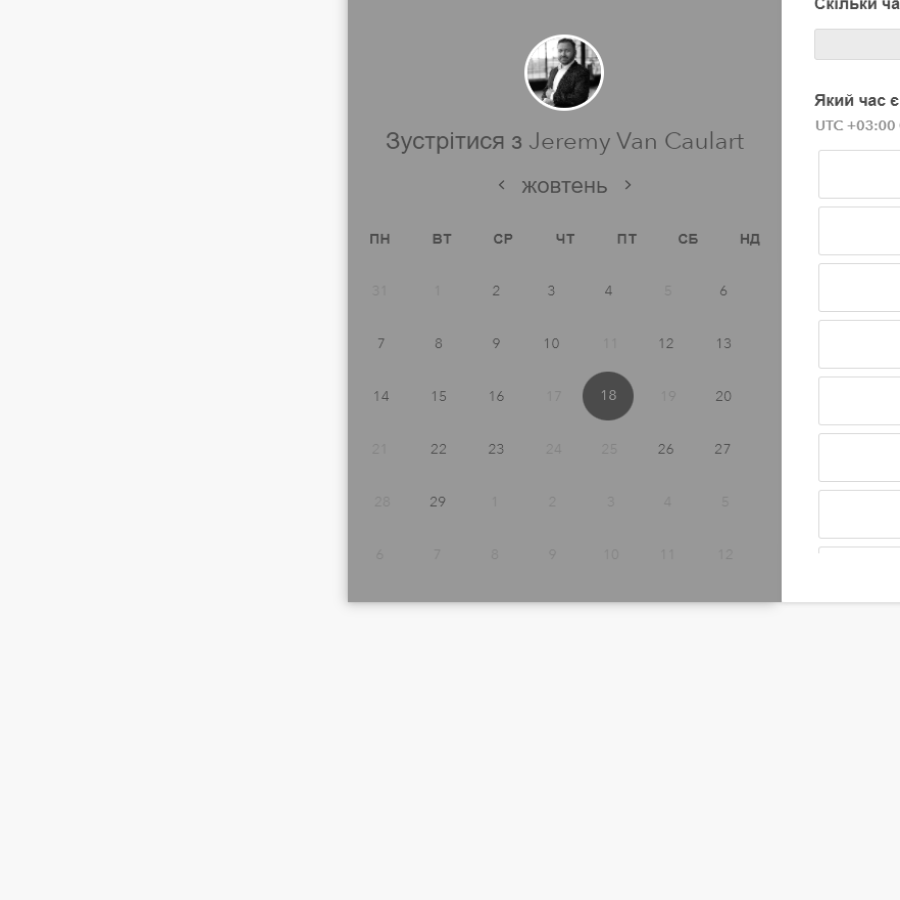 Зустрітися з Jeremy Van Caulart
жовтень
ПН ВТ СР ЧТ ПТ СБ НД
31 1 2 3 4 5 6
7 8 9 10 11 12 13
14 15 16 17 18 19 20
21 22 23 24 25 26 27
28 29 1 2 3 4 5
6 7 8 9 10 11 12
Скільки ча
Який час є
UTC +03:00